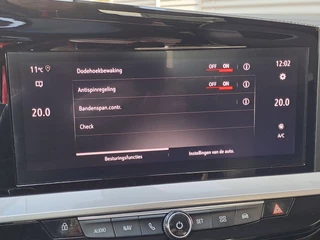 11°C
12:02
Dodehoekbewaking
OFF ON
Antispinregeling
OFF ON
20.0
20.0
Bandenspan.contr.
Check
A/C
Besturingsfuncties
Instellingen van de auto.
NAV
SET